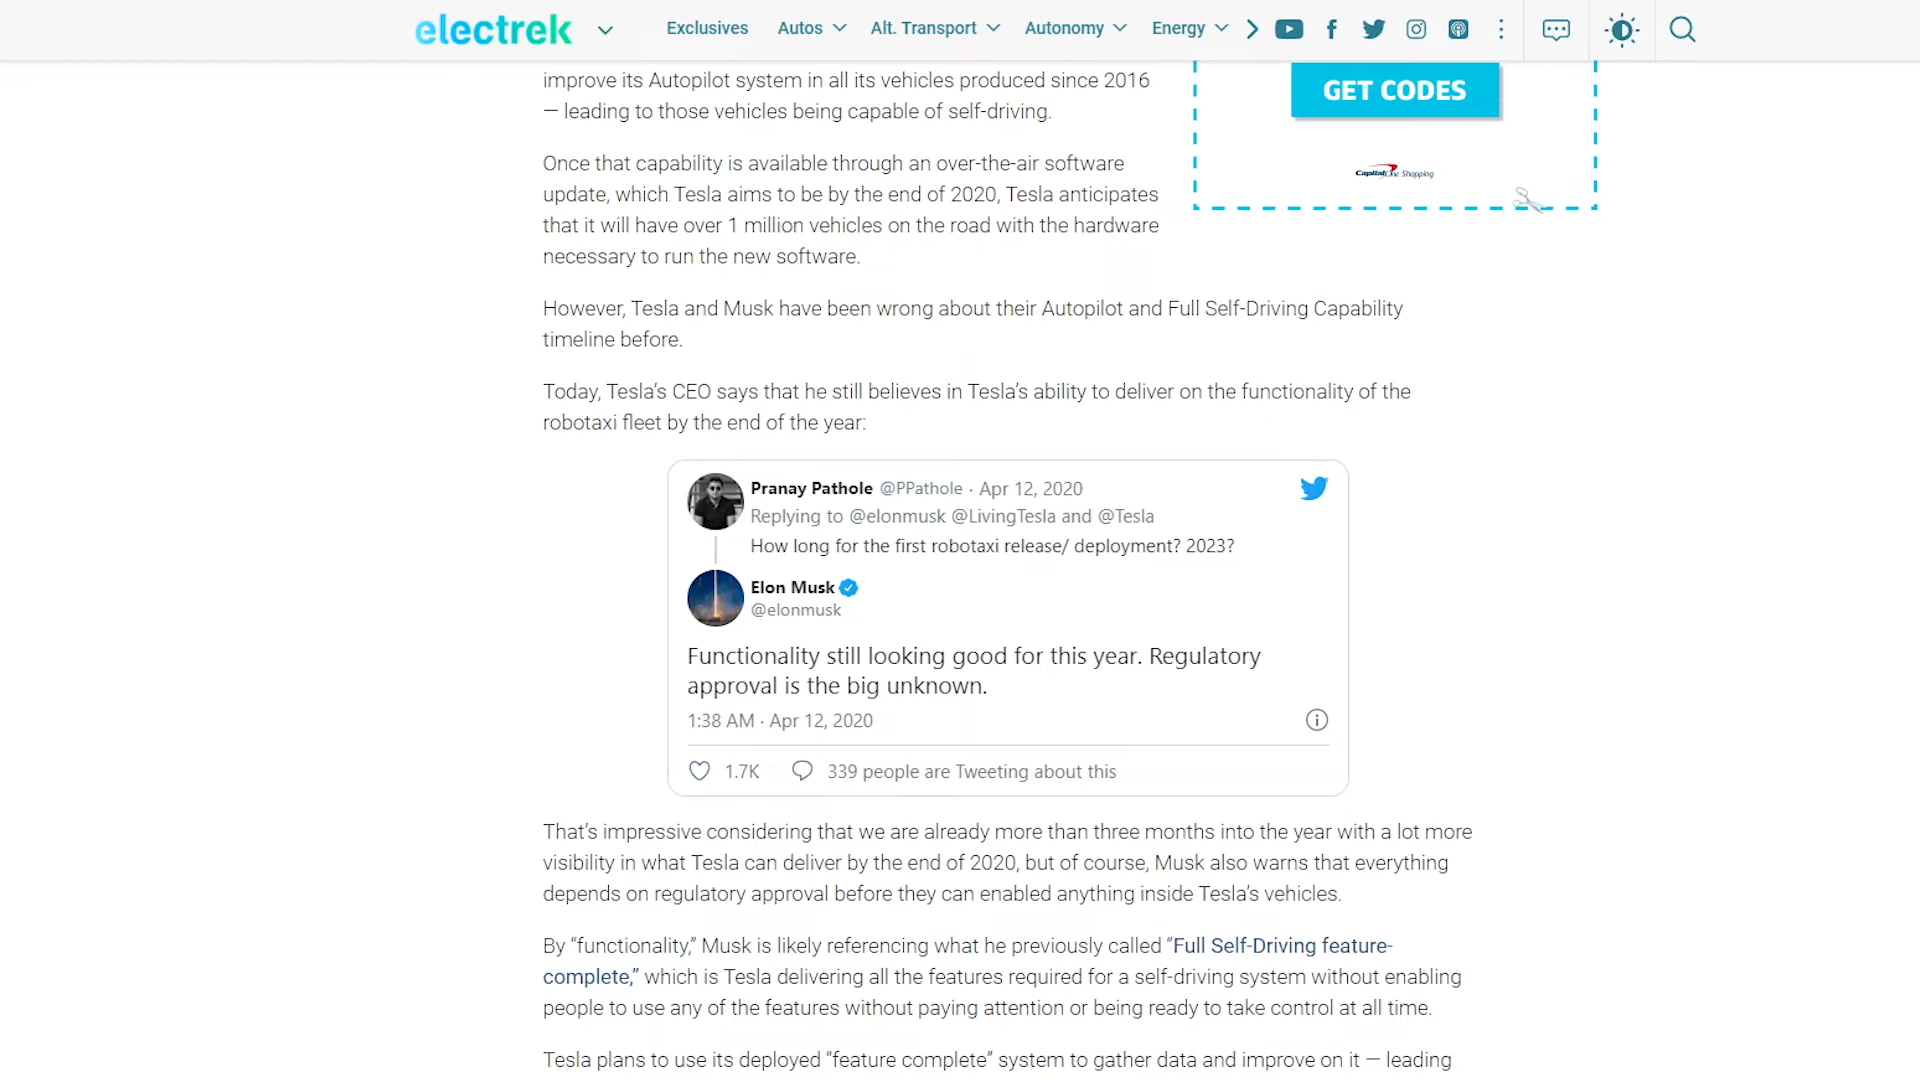 electrek
Exclusives Autos Alt. Transport Autonomy Energy
improve its Autopilot system in all its vehicles produced since 2016
— leading to those vehicles being capable of self-driving.
GET CODES
Capital One Shopping
Once that capability is available through an over-the-air software
update, which Tesla aims to be by the end of 2020, Tesla anticipates
that it will have over 1 million vehicles on the road with the hardware
necessary to run the new software.
However, Tesla and Musk have been wrong about their Autopilot and Full Self-Driving Capability
timeline before.
Today, Tesla’s CEO says that he still believes in Tesla’s ability to deliver on the functionality of the
robotaxi fleet by the end of the year:
Pranay Pathole @PPathole · Apr 12, 2020
Replying to @elonmusk @LivingTesla and @Tesla
How long for the first robotaxi release/ deployment? 2023?
Elon Musk
@elonmusk
Functionality still looking good for this year. Regulatory
approval is the big unknown.
1:38 AM · Apr 12, 2020
1.7K 339 people are Tweeting about this
That’s impressive considering that we are already more than three months into the year with a lot more
visibility in what Tesla can deliver by the end of 2020, but of course, Musk also warns that everything
depends on regulatory approval before they can enabled anything inside Tesla’s vehicles.
By “functionality,” Musk is likely referencing what he previously called “Full Self-Driving feature-
complete,” which is Tesla delivering all the features required for a self-driving system without enabling
people to use any of the features without paying attention or being ready to take control at all time.
Tesla plans to use its deployed “feature complete” system to gather data and improve on it — leading